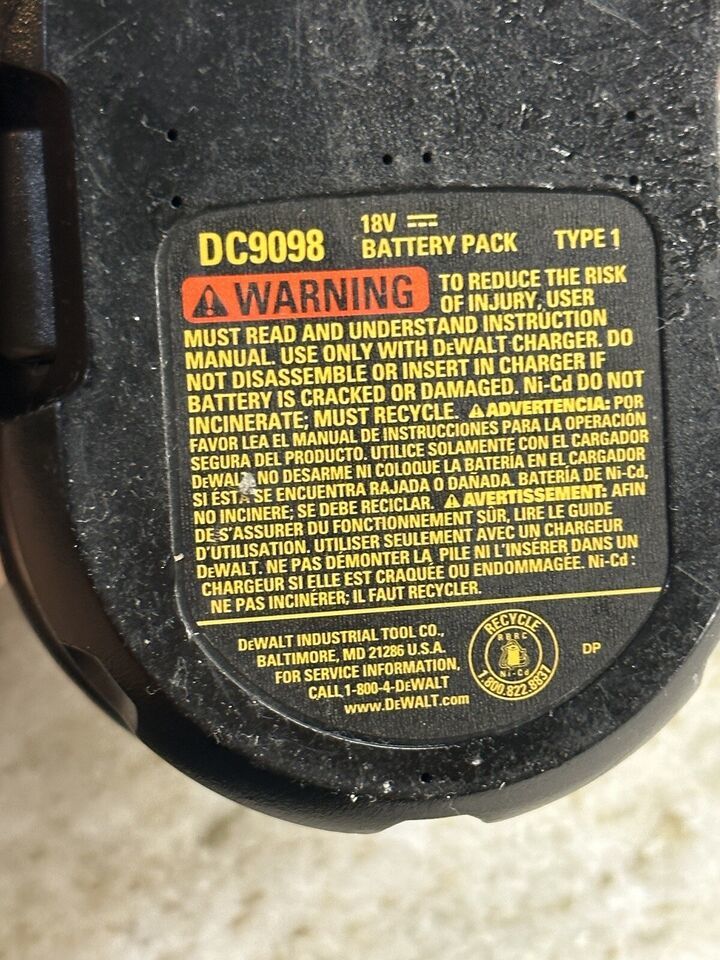 DC9098
18V
BATTERY PACK
TYPE 1
WARNING
TO REDUCE THE RISK
OF INJURY, USER
MUST READ AND UNDERSTAND INSTRUCTION
MANUAL. USE ONLY WITH DEWALT CHARGER. DO
NOT DISASSEMBLE OR INSERT IN CHARGER IF
BATTERY IS CRACKED OR DAMAGED. Ni-Cd DO NOT
INCINERATE; MUST RECYCLE. ⚠ADVERTENCIA: POR
FAVOR LEA EL MANUAL DE INSTRUCCIONES PARA LA OPERACIÓN
SEGURA DEL PRODUCTO. UTILICE SOLAMENTE CON EL CARGADOR
DEWALT. NO DESARME NI COLOQUE LA BATERÍA EN EL CARGADOR
SI ÉSTA SE ENCUENTRA RAJADA O DAÑADA. BATERÍA DE Ni-Cd,
NO INCINERE; SE DEBE RECICLAR. ⚠AVERTISSEMENT: AFIN
DE S'ASSURER DU FONCTIONNEMENT SÛR, LIRE LE GUIDE
D'UTILISATION. UTILISER SEULEMENT AVEC UN CHARGEUR
DEWALT. NE PAS DÉMONTER LA PILE NI L'INSÉRER DANS UN
CHARGEUR SI ELLE EST CRAQUÉE OU ENDOMMAGÉE. Ni-Cd :
NE PAS INCINÉRER; IL FAUT RECYCLER.
DEWALT INDUSTRIAL TOOL CO.,
BALTIMORE, MD 21286 U.S.A.
FOR SERVICE INFORMATION,
CALL 1-800-4-DEWALT
www.DEWALT.com
RECYCLE
RBRC
Ni-Cd
1.800.822.8837
DP